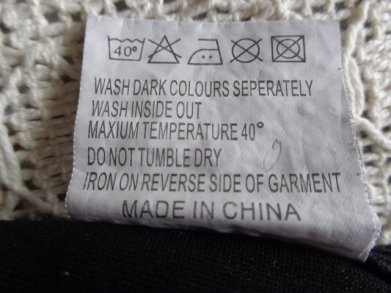 40°
WASH DARK COLOURS SEPERATELY
WASH INSIDE OUT
MAXIUM TEMPERATURE 40°
DO NOT TUMBLE DRY
IRON ON REVERSE SIDE OF GARMENT
MADE IN CHINA